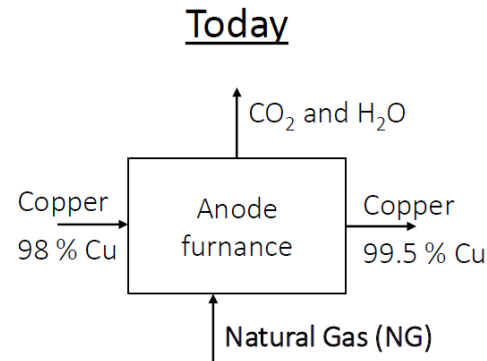 Today
CO₂ and H₂O
Copper
98 % Cu
Anode
furnance
Copper
99.5 % Cu
Natural Gas (NG)